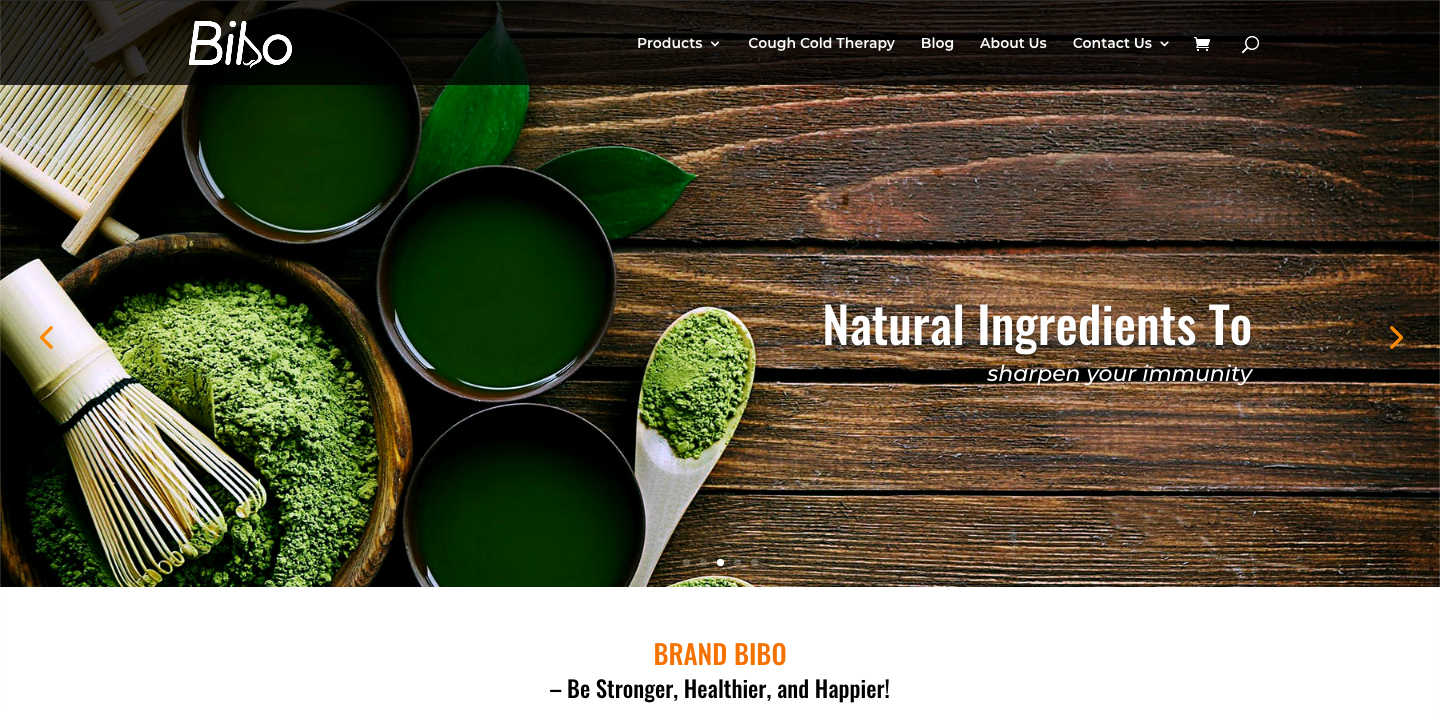 Bibo
Products
Cough Cold Therapy
Blog
About Us
Contact Us
Natural Ingredients To
sharpen your immunity
BRAND BIBO
– Be Stronger, Healthier, and Happier!